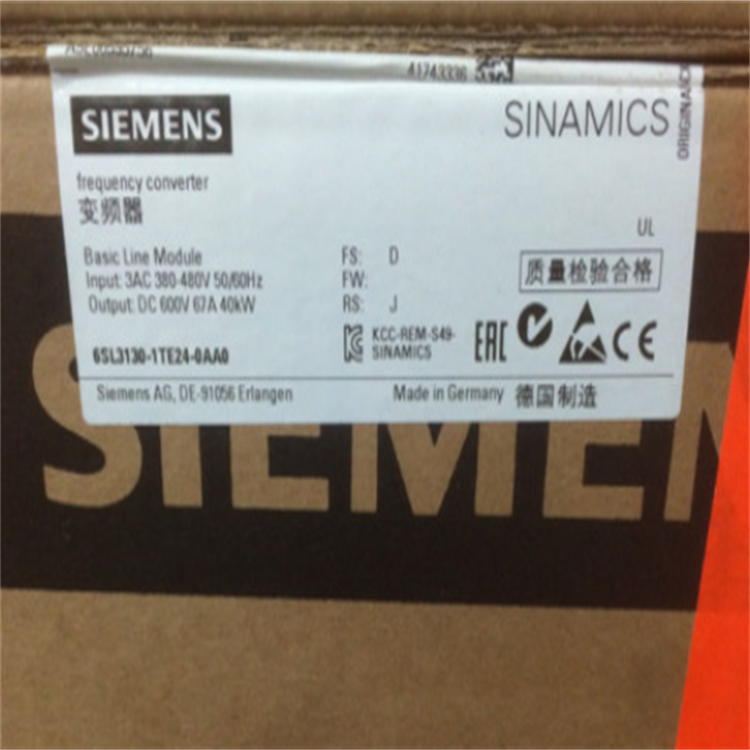 41743336
SIEMENS
SINAMICS
frequency converter
变频器
UL
Basic Line Module
Input: 3AC 380-480V 50/60Hz
Output: DC 600V 67A 40kW
FS: D
FW:
RS: J
质量检验合格
6SL3130-1TE24-0AA0
KCC-REM-S49-
SINAMICS
EAC
CE
Siemens AG, DE-91056 Erlangen
Made in Germany 德国制造
SIEMEN